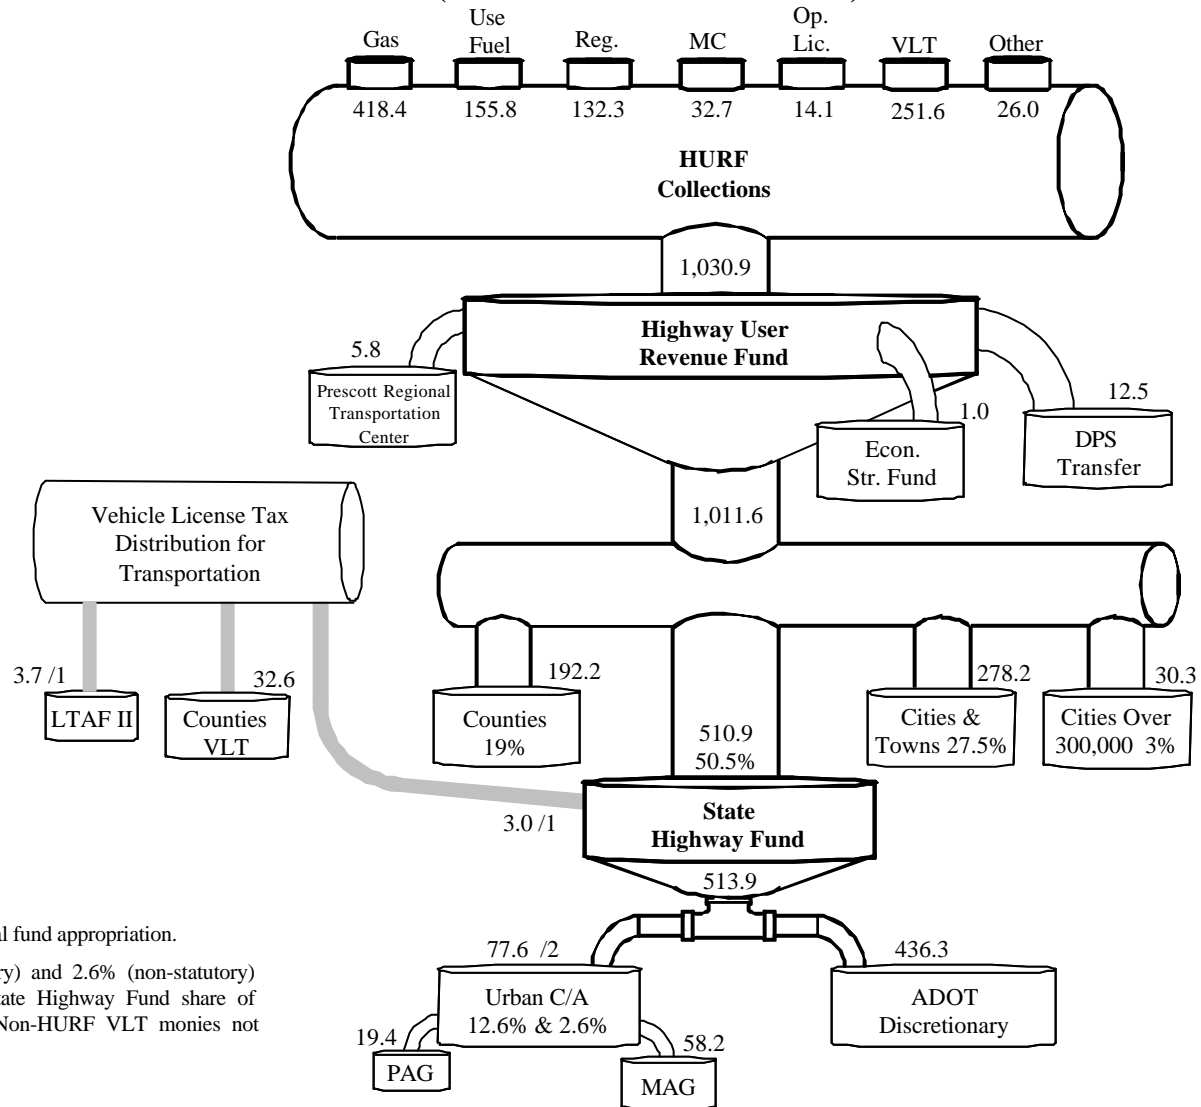 Gas
Use
Fuel
Reg.
MC
Op.
Lic.
VLT
Other
418.4
155.8
132.3
32.7
14.1
251.6
26.0
HURF
Collections
1,030.9
Highway User
Revenue Fund
5.8
Prescott Regional
Transportation
Center
1.0
Econ.
Str. Fund
12.5
DPS
Transfer
1,011.6
Vehicle License Tax
Distribution for
Transportation
3.7 /1
LTAF II
32.6
Counties
VLT
192.2
Counties
19%
510.9
50.5%
278.2
Cities &
Towns 27.5%
30.3
Cities Over
300,000 3%
3.0 /1
State
Highway Fund
513.9
al fund appropriation.
ry) and 2.6% (non-statutory)
tate Highway Fund share of
Non-HURF VLT monies not
77.6 /2
Urban C/A
12.6% & 2.6%
436.3
ADOT
Discretionary
19.4
PAG
58.2
MAG